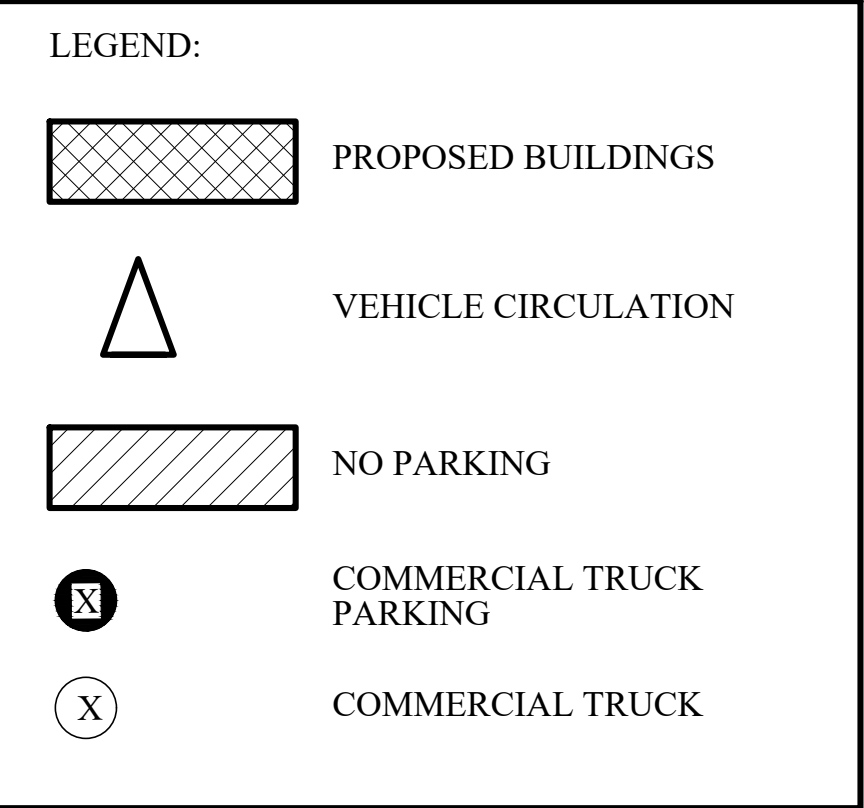 LEGEND:
PROPOSED BUILDINGS
VEHICLE CIRCULATION
NO PARKING
X
COMMERCIAL TRUCK
PARKING
X
COMMERCIAL TRUCK